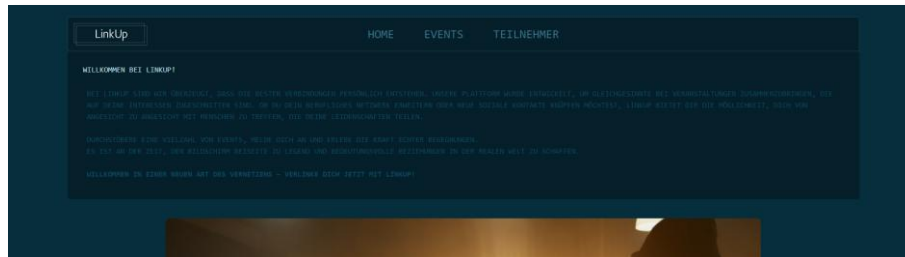 LinkUp
HOME EVENTS TEILNEHMER
WILLKOMMEN BEI LINKUP!
BEI LINKUP SIND WIR ÜBERZEUGT, DASS DIE BESTEN VERBINDUNGEN PERSÖNLICH ENTSTEHEN. UNSERE PLATTFORM WURDE ENTWICKELT, UM GLEICHGESINNTE BEI VERANSTALTUNGEN ZUSAMMENZUBRINGEN, DIE
AUF DEINE INTERESSEN ZUGESCHNITTEN SIND. OB DU DEIN BERUFLICHES NETZWERK ERWEITERN ODER NEUE SOZIALE KONTAKTE KNÜPFEN MÖCHTEST, LINKUP BIETET DIR DIE MÖGLICHKEIT, DICH VON
ANGESICHT ZU ANGESICHT MIT MENSCHEN ZU TREFFEN, DIE DEINE LEIDENSCHAFTEN TEILEN.
DURCHSTÖBERE EINE VIELZAHL VON EVENTS, MELDE DICH AN UND ERLEBE DIE KRAFT ECHTER BEGEGNUNGEN.
ES IST AN DER ZEIT, DEN BILDSCHIRM BEISEITE ZU LEGEN UND BEDEUTUNGSVOLLE BEZIEHUNGEN IN DER REALEN WELT ZU SCHAFFEN.
WILLKOMMEN IN EINER NEUEN ART DES VERNETZENS – VERLINKE DICH JETZT MIT LINKUP!